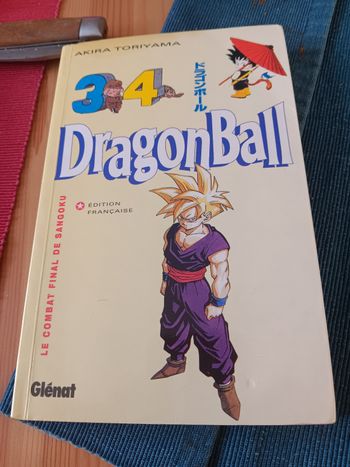 AKIRA TORIYAMA
34
ドラゴンボール
DragonBall
ÉDITION
FRANÇAISE
LE COMBAT FINAL DE SANGOKU
Glénat